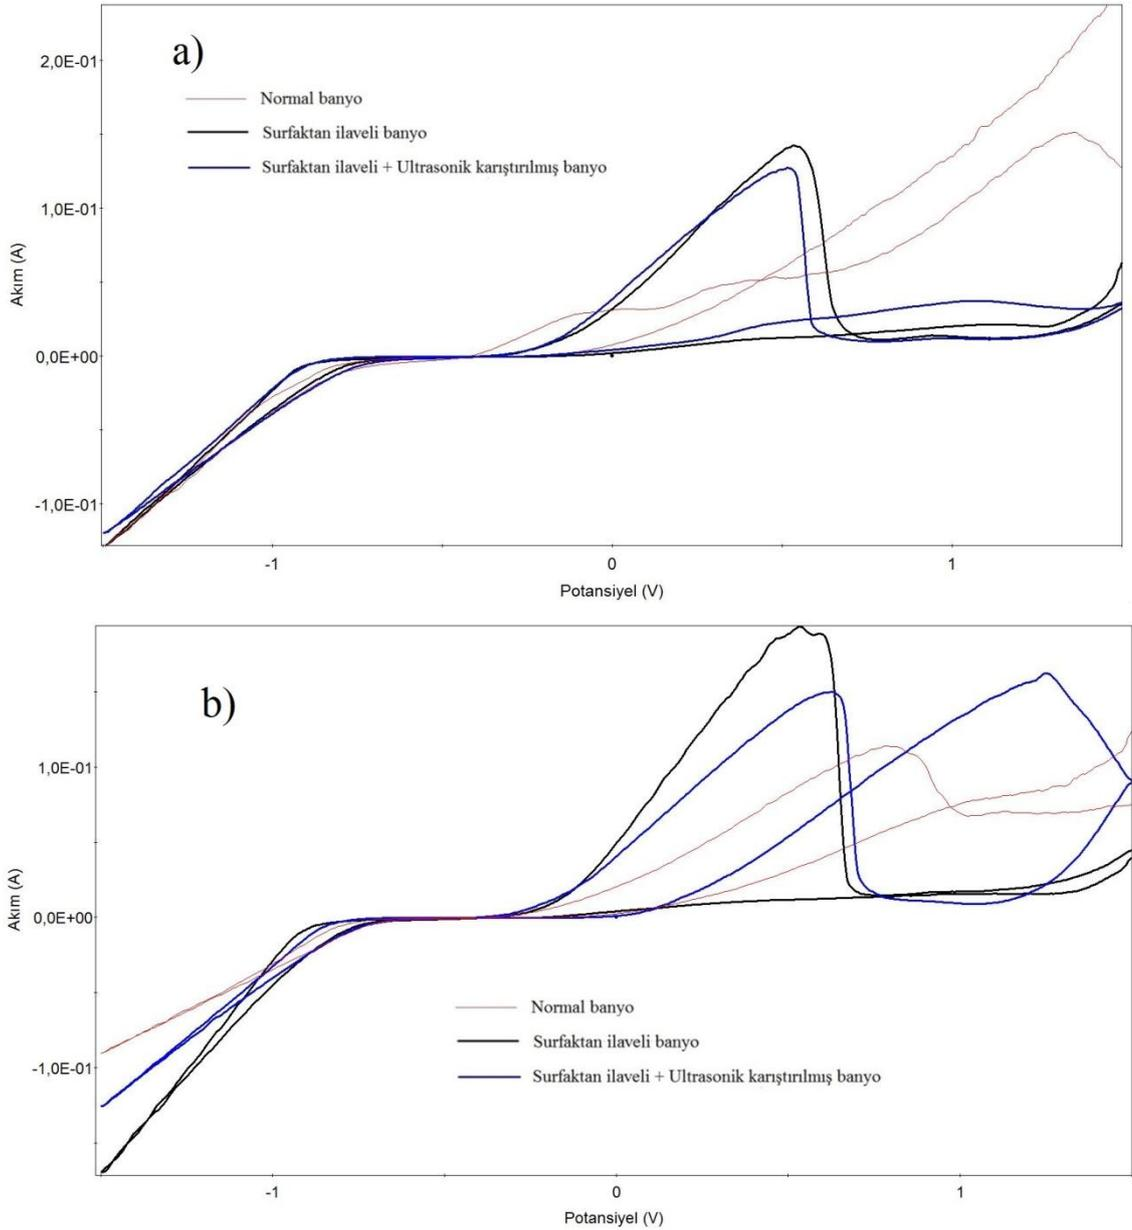 a)
2,0E-01
Normal banyo
Surfaktan ilaveli banyo
Surfaktan ilaveli + Ultrasonik karıştırılmış banyo
1,0E-01
Akım (A)
0,0E+00
-1,0E-01
-1 0 1
Potansiyel (V)
b)
1,0E-01
Akım (A)
0,0E+00
Normal banyo
Surfaktan ilaveli banyo
Surfaktan ilaveli + Ultrasonik karıştırılmış banyo
-1,0E-01
-1 0 1
Potansiyel (V)